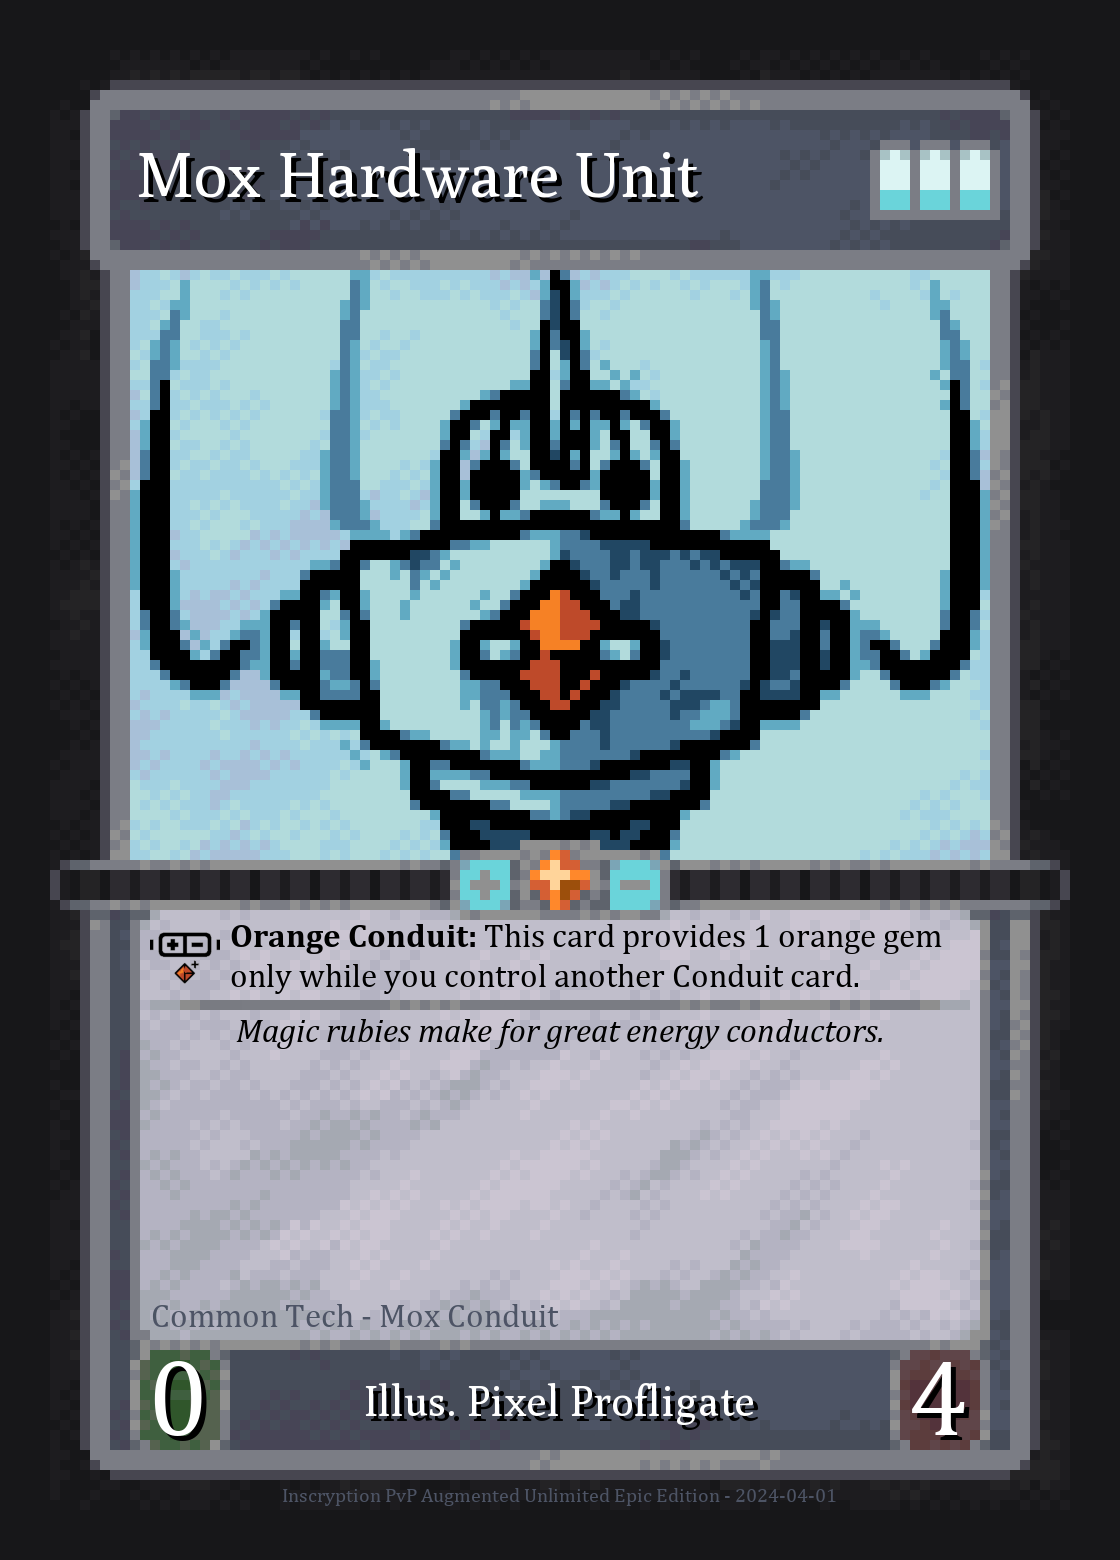 Mox Hardware Unit
Orange Conduit: This card provides 1 orange gem
only while you control another Conduit card.
Magic rubies make for great energy conductors.
Common Tech - Mox Conduit
0
Illus. Pixel Profligate
4
Inscryption PvP Augmented Unlimited Epic Edition - 2024-04-01